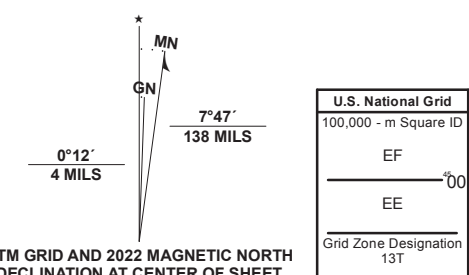 ★
MN
GN
7°47´
138 MILS
0°12´
4 MILS
TM GRID AND 2022 MAGNETIC NORTH
DECLINATION AT CENTER OF SHEET
U.S. National Grid
100,000 - m Square ID
EF
4500
EE
Grid Zone Designation
13T